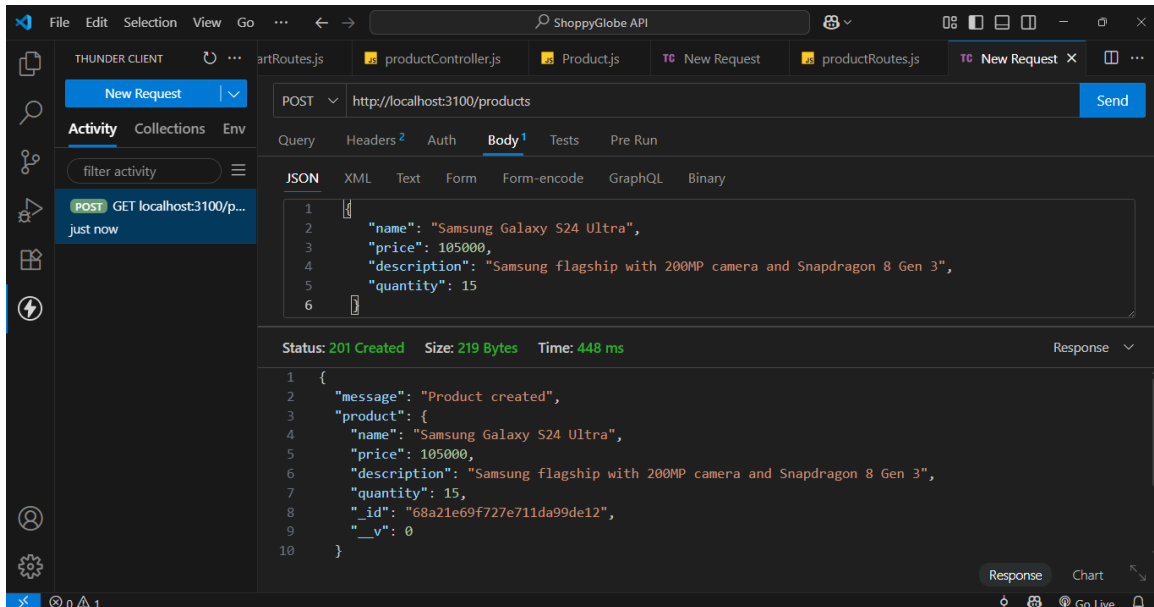 File Edit Selection View Go ··· ShoppyGlobe API
THUNDER CLIENT ···
artRoutes.js JS productController.js JS Product.js TC New Request JS productRoutes.js TC New Request ···
New Request
Activity Collections Env
filter activity
POST GET localhost:3100/p...
just now
POST http://localhost:3100/products Send
Query Headers 2 Auth Body 1 Tests Pre Run
JSON XML Text Form Form-encode GraphQL Binary
1 {
2 "name": "Samsung Galaxy S24 Ultra",
3 "price": 105000,
4 "description": "Samsung flagship with 200MP camera and Snapdragon 8 Gen 3",
5 "quantity": 15
6 }
Status: 201 Created Size: 219 Bytes Time: 448 ms Response
1 {
2 "message": "Product created",
3 "product": {
4 "name": "Samsung Galaxy S24 Ultra",
5 "price": 105000,
6 "description": "Samsung flagship with 200MP camera and Snapdragon 8 Gen 3",
7 "quantity": 15,
8 "_id": "68a21e69f727e711da99de12",
9 "__v": 0
10 }
Response Chart
0 1 Go Live